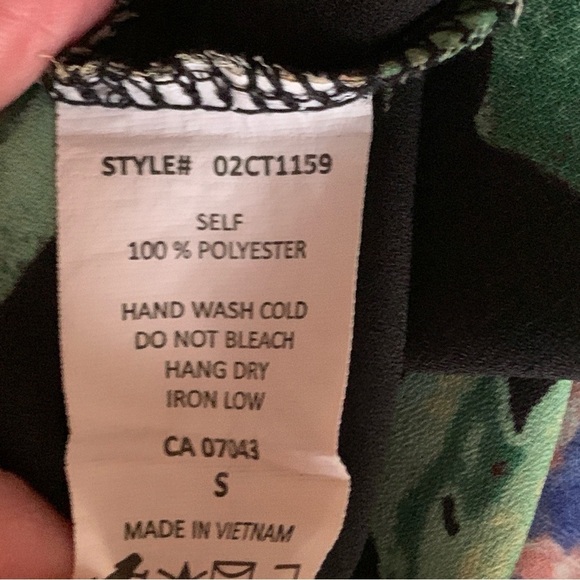 STYLE# 02CT1159
SELF
100 % POLYESTER
HAND WASH COLD
DO NOT BLEACH
HANG DRY
IRON LOW
CA 07043
S
MADE IN VIETNAM